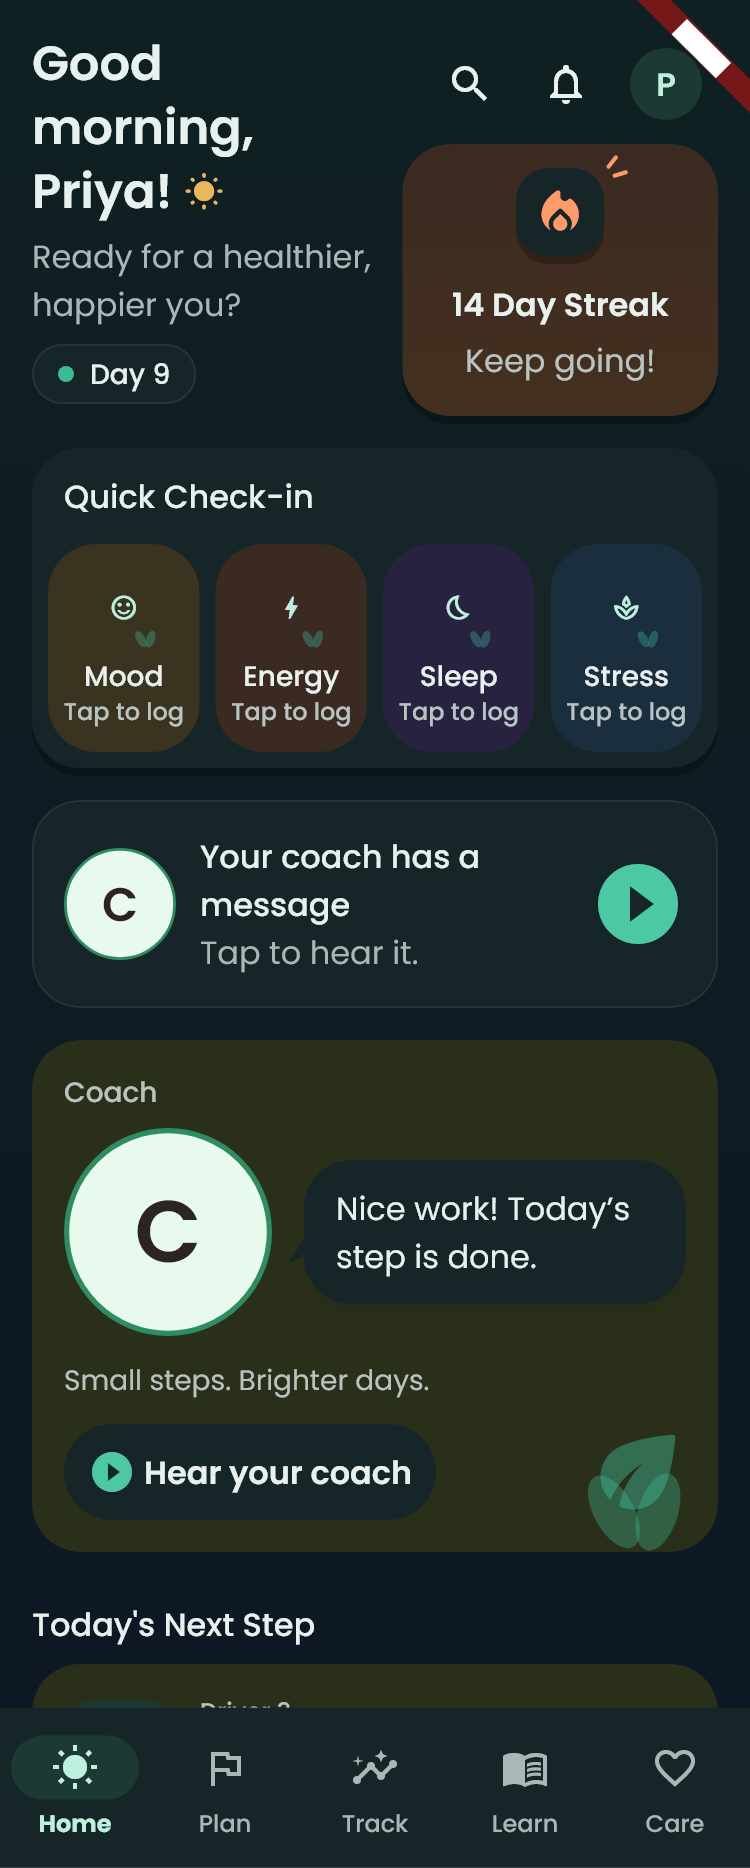 Good
morning,
Priya!
P
Ready for a healthier,
happier you?
Day 9
14 Day Streak
Keep going!
Quick Check-in
Mood
Tap to log
Energy
Tap to log
Sleep
Tap to log
Stress
Tap to log
C
Your coach has a
message
Tap to hear it.
Coach
C
Nice work! Today’s
step is done.
Small steps. Brighter days.
Hear your coach
Today's Next Step
Home
Plan
Track
Learn
Care